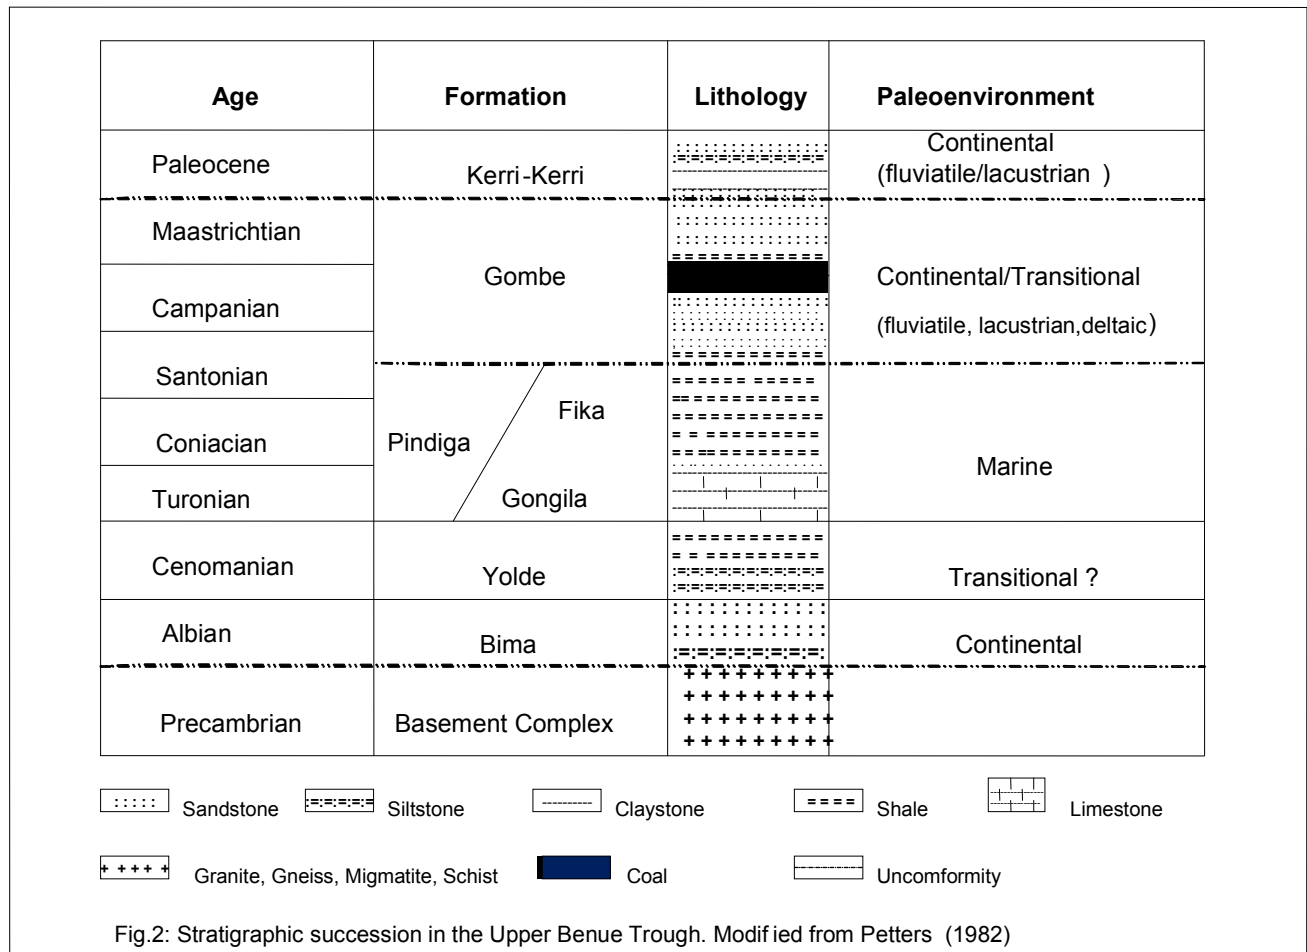 Age Formation Lithology Paleoenvironment
Paleocene Kerri-Kerri Continental
(fluviatile/lacustrian )
Maastrichtian
Gombe Continental/Transitional
Campanian
(fluviatile, lacustrian,deltaic)
Santonian
Fika
Coniacian Pindiga
Marine
Turonian Gongila
Cenomanian Yolde Transitional ?
Albian Bima Continental
Precambrian Basement Complex
Sandstone Siltstone Claystone Shale Limestone
Granite, Gneiss, Migmatite, Schist Coal Uncomformity
Fig.2: Stratigraphic succession in the Upper Benue Trough. Modified from Petters (1982)